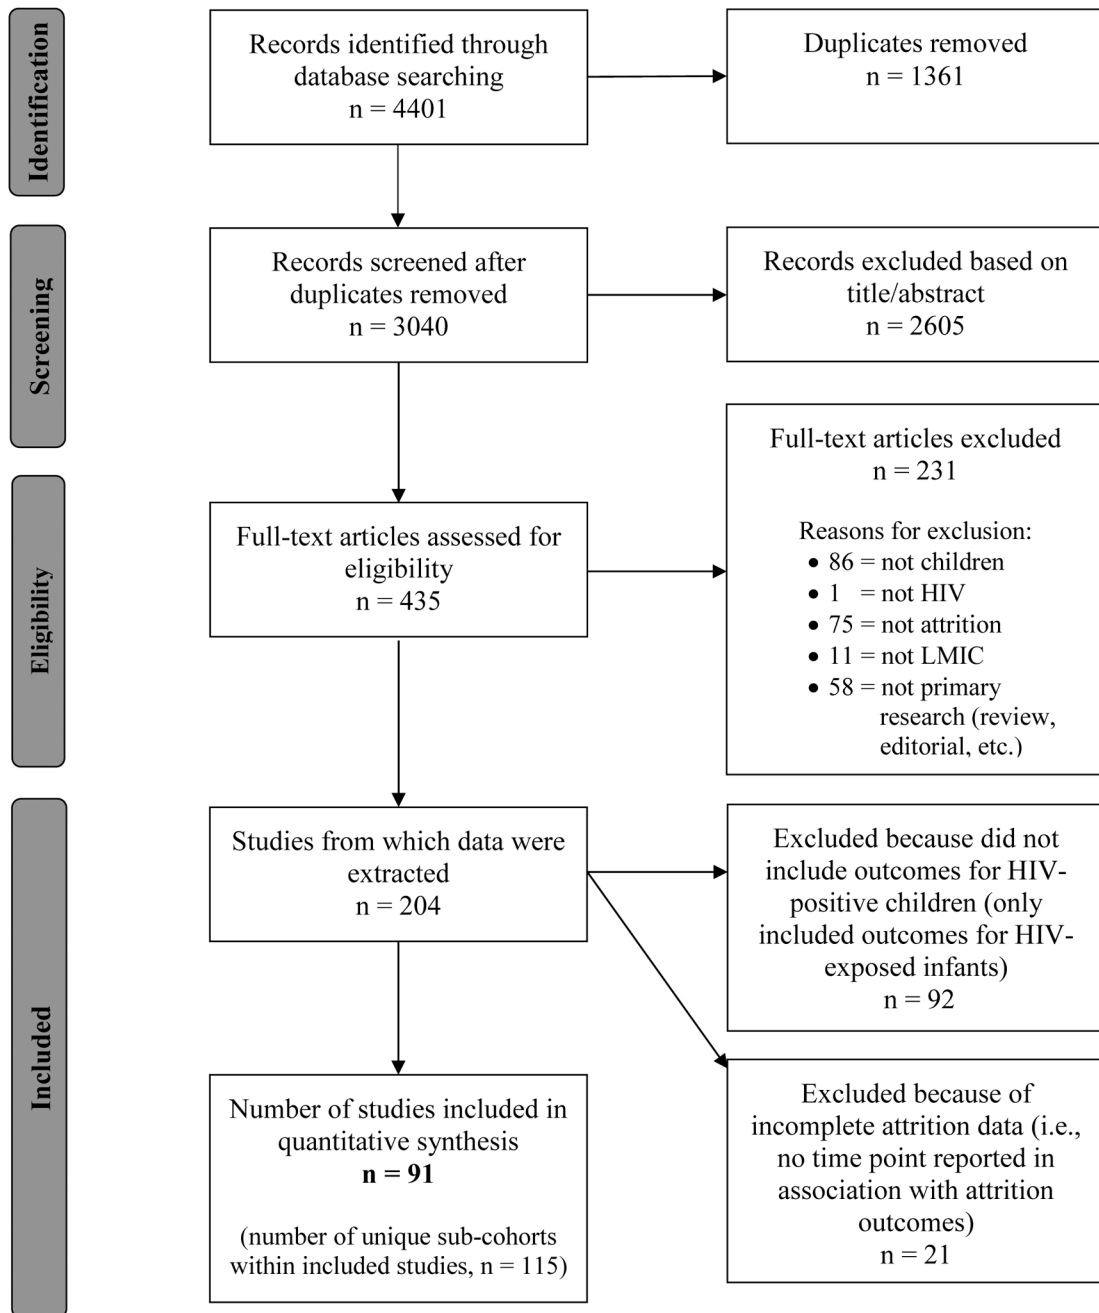 Identification
Records identified through
database searching
n = 4401
Duplicates removed
n = 1361
Screening
Records screened after
duplicates removed
n = 3040
Records excluded based on
title/abstract
n = 2605
Eligibility
Full-text articles assessed for
eligibility
n = 435
Full-text articles excluded
n = 231
Reasons for exclusion:
• 86 = not children
• 1 = not HIV
• 75 = not attrition
• 11 = not LMIC
• 58 = not primary
research (review,
editorial, etc.)
Included
Studies from which data were
extracted
n = 204
Excluded because did not
include outcomes for HIV-
positive children (only
included outcomes for HIV-
exposed infants)
n = 92
Number of studies included in
quantitative synthesis
n = 91
(number of unique sub-cohorts
within included studies, n = 115)
Excluded because of
incomplete attrition data (i.e.,
no time point reported in
association with attrition
outcomes)
n = 21